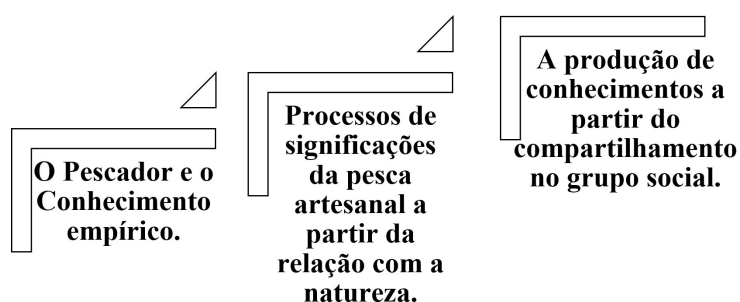 O Pescador e o
Conhecimento
empírico.
Processos de
significações
da pesca
artesanal a
partir da
relação com a
natureza.
A produção de
conhecimentos a
partir do
compartilhamento
no grupo social.